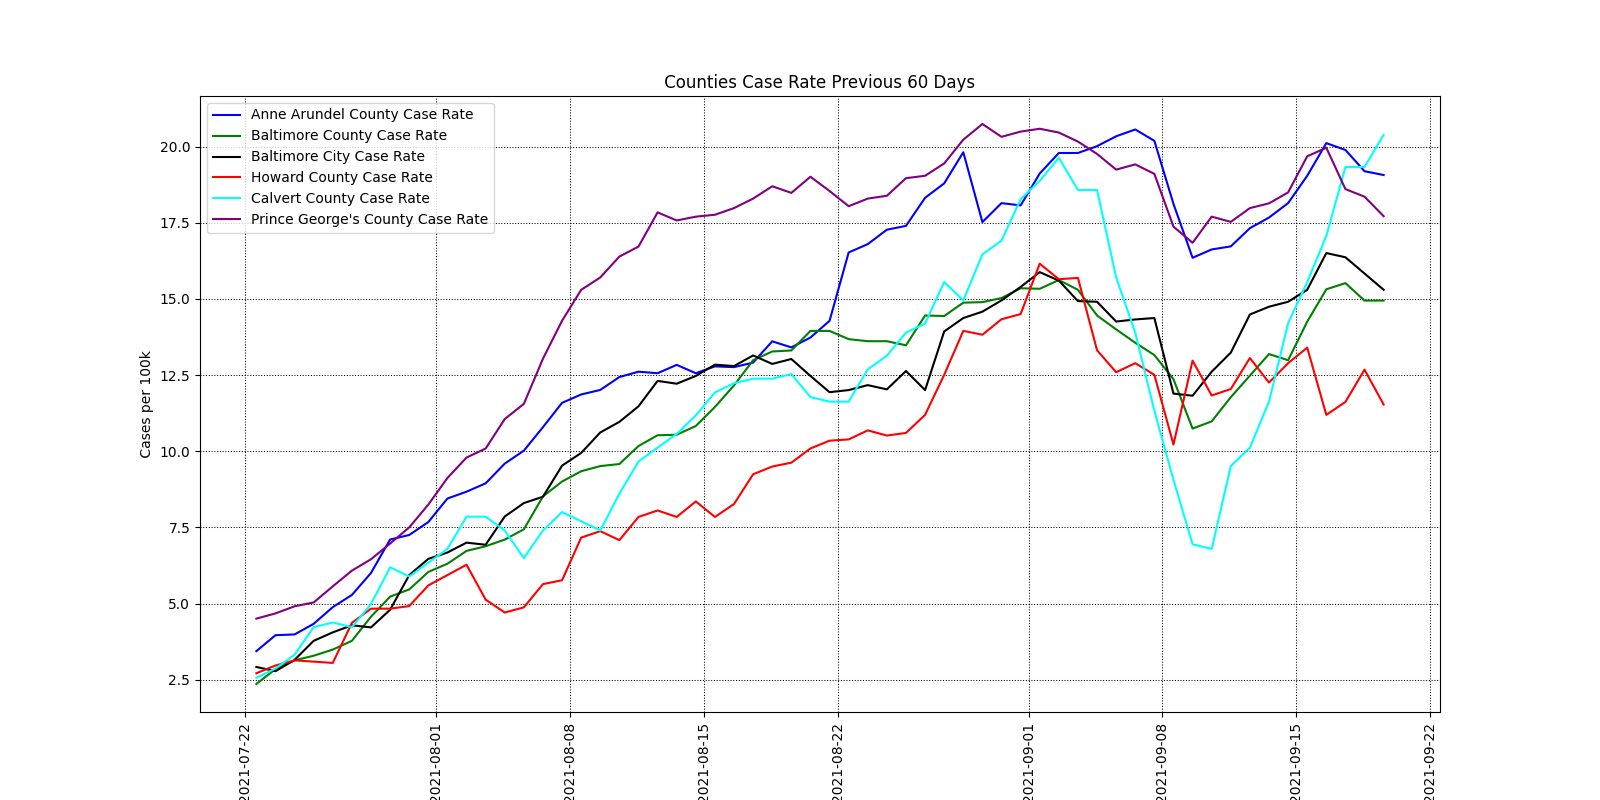 Counties Case Rate Previous 60 Days
Anne Arundel County Case Rate
Baltimore County Case Rate
Baltimore City Case Rate
Howard County Case Rate
Calvert County Case Rate
Prince George's County Case Rate
Cases per 100k
20.0
17.5
15.0
12.5
10.0
7.5
5.0
2.5
2021-07-22
2021-08-01
2021-08-08
2021-08-15
2021-08-22
2021-09-01
2021-09-08
2021-09-15
2021-09-22